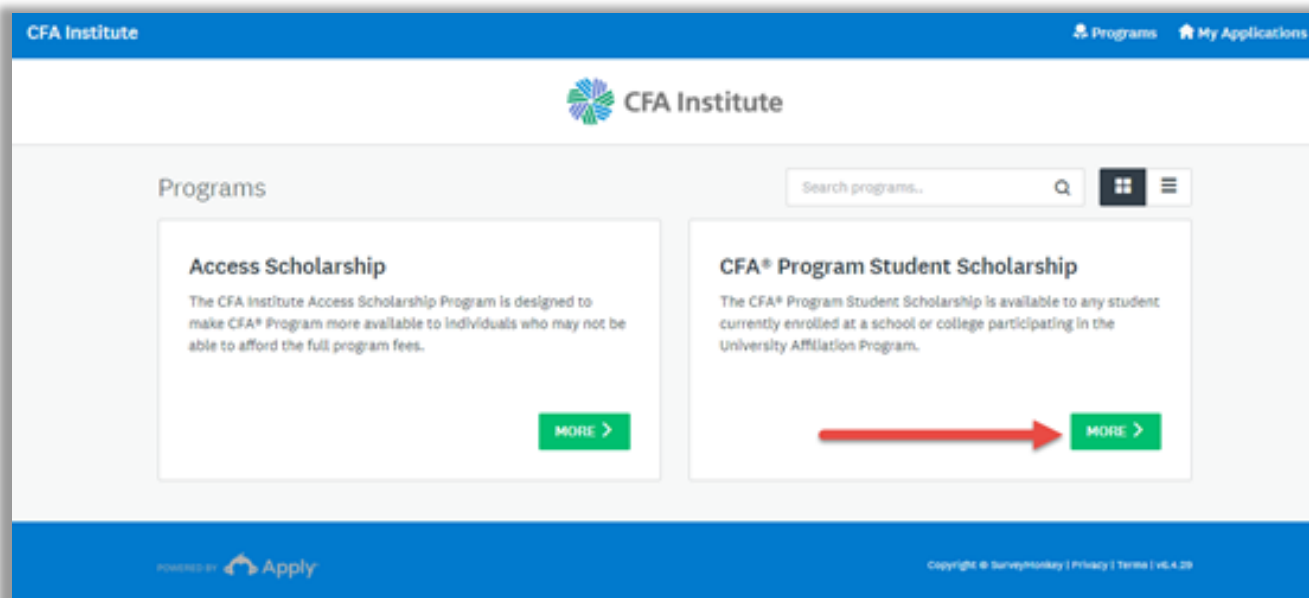 CFA Institute
Programs
My Applications
CFA Institute
Programs
Search programs..
Access Scholarship
The CFA Institute Access Scholarship Program is designed to
make CFA® Program more available to individuals who may not be
able to afford the full program fees.
MORE
CFA® Program Student Scholarship
The CFA® Program Student Scholarship is available to any student
currently enrolled at a school or college participating in the
University Affiliation Program.
MORE
POWERED BY Apply
Copyright © SurveyMonkey | Privacy | Terms | v6.4.29